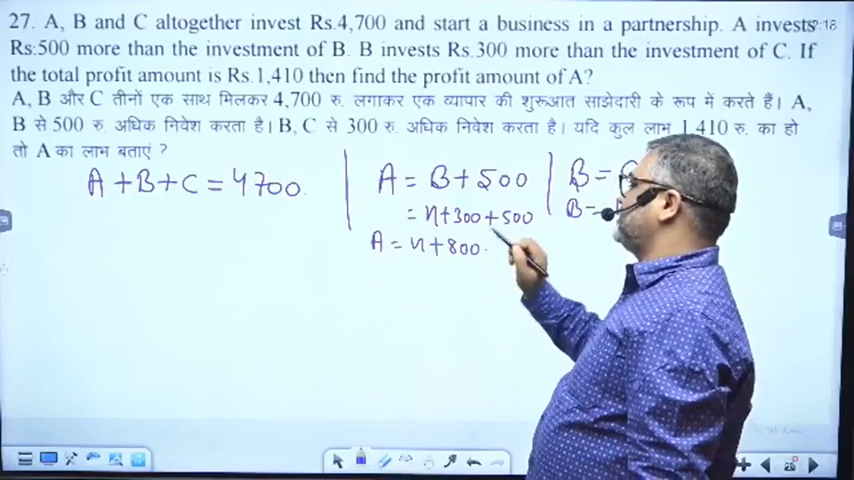 27. A, B and C altogether invest Rs.4,700 and start a business in a partnership. A invests
Rs.500 more than the investment of B. B invests Rs.300 more than the investment of C. If
the total profit amount is Rs.1,410 then find the profit amount of A?
A, B और C तीनों एक साथ मिलकर 4,700 रु. लगाकर एक व्यापार की शुरूआत साझेदारी के रूप में करते हैं। A,
B से 500 रु. अधिक निवेश करता है। B, C से 300 रु. अधिक निवेश करता है। यदि कुल लाभ 1,410 रु. का हो
तो A का लाभ बताएं ?
A + B + C = 4700.
A = B + 500
= n + 300 + 500
A = n + 800.
B =
B =